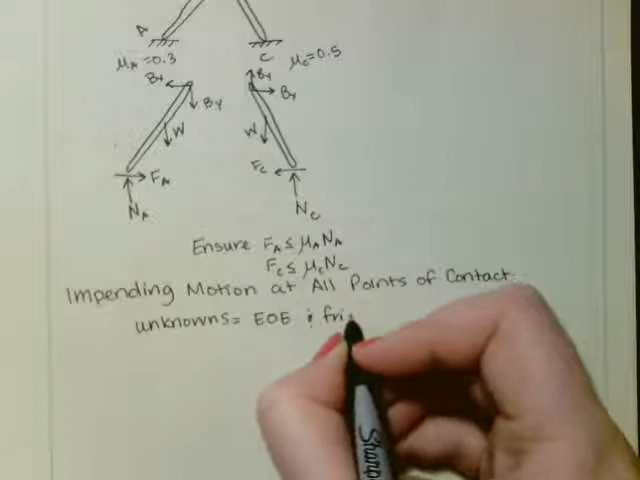 A
C
μA=0.3
μC=0.5
Bx
By
By
Bx
W
W
FA
FC
NA
NC
Ensure FA≤μANA
FC≤μCNC
Impending Motion at All Points of Contact
unknowns= EOE & fri
Sharp